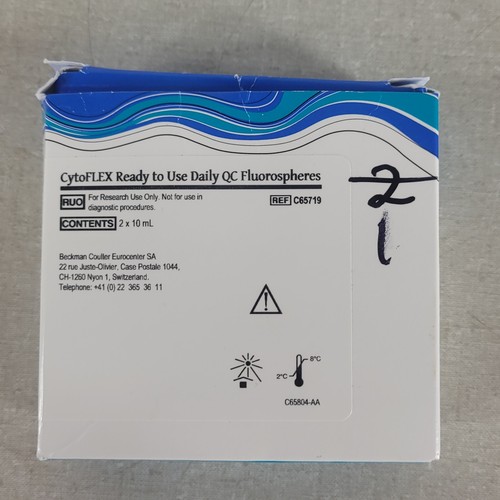 CytoFLEX Ready to Use Daily QC Fluorospheres
RUO For Research Use Only. Not for use in diagnostic procedures.
REF C65719
CONTENTS 2 x 10 mL
Beckman Coulter Eurocenter SA
22 rue Juste-Olivier, Case Postale 1044,
CH-1260 Nyon 1, Switzerland.
Telephone: +41 (0) 22 365 36 11
8°C
2°C
C65804-AA
2
1